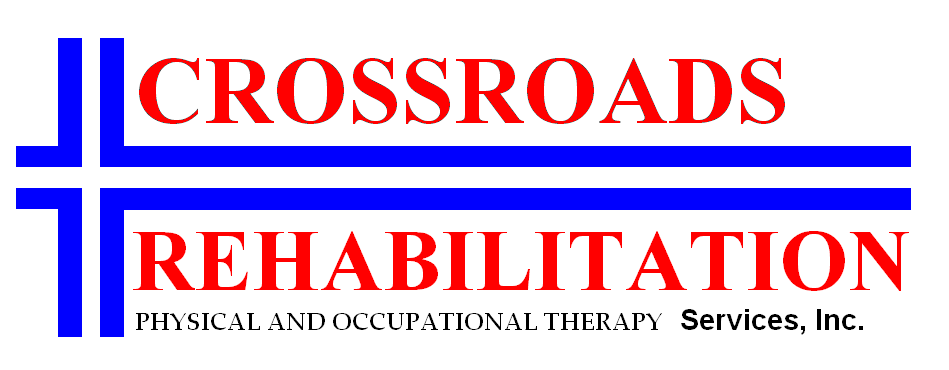 CROSSROADS
REHABILITATION
PHYSICAL AND OCCUPATIONAL THERAPY Services, Inc.